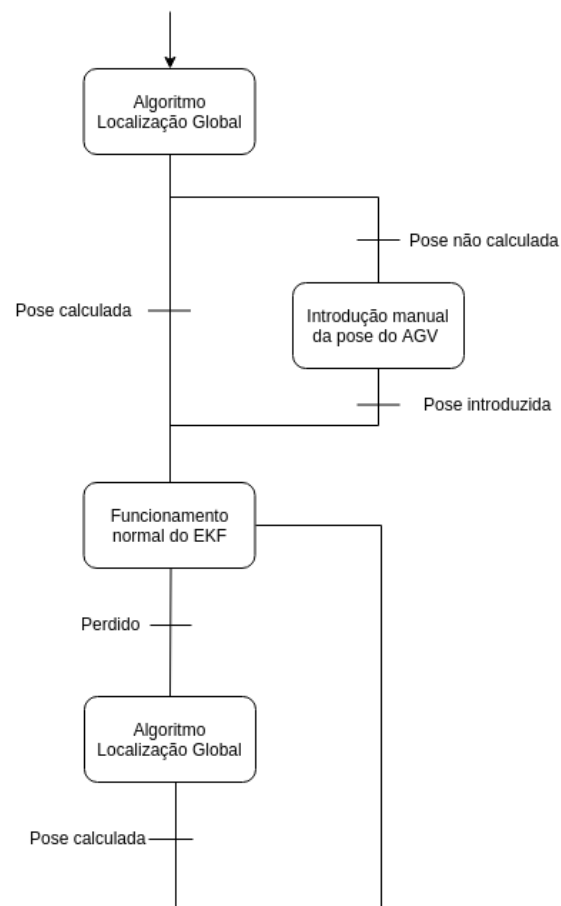 Algoritmo
Localização Global
Pose não calculada
Pose calculada
Introdução manual
da pose do AGV
Pose introduzida
Funcionamento
normal do EKF
Perdido
Algoritmo
Localização Global
Pose calculada